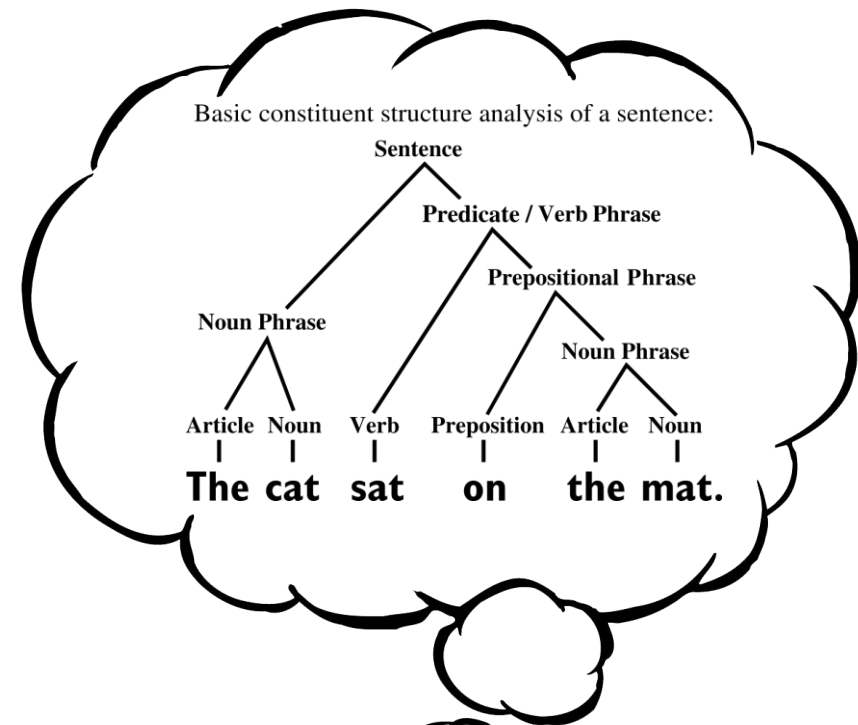 Basic constituent structure analysis of a sentence:
Sentence
Predicate / Verb Phrase
Prepositional Phrase
Noun Phrase
Noun Phrase
Article Noun Verb Preposition Article Noun
The cat sat on the mat.